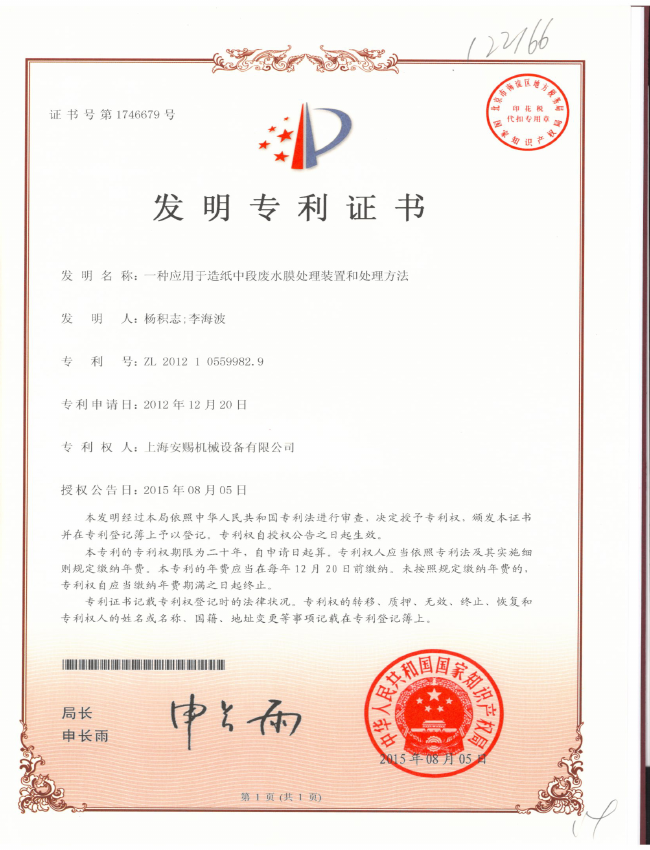 122166
证书号第1746679号
北京市海淀区地方税务局
印花税
代扣专用章
国家知识产权局
发明专利证书
发明名称：一种应用于造纸中段废水膜处理装置和处理方法
发明人：杨积志;李海波
专利号：ZL 2012 1 0559982.9
专利申请日：2012年12月20日
专利权人：上海安赐机械设备有限公司
授权公告日：2015年08月05日
本发明经过本局依照中华人民共和国专利法进行审查，决定授予专利权，颁发本证书
并在专利登记簿上予以登记。专利权自授权公告之日起生效。
本专利的专利权期限为二十年，自申请日起算。专利权人应当依照专利法及其实施细
则规定缴纳年费。本专利的年费应当在每年12月20日前缴纳。未按照规定缴纳年费的，
专利权自应当缴纳年费期满之日起终止。
专利证书记载专利权登记时的法律状况。专利权的转移、质押、无效、终止、恢复和
专利权人的姓名或名称、国籍、地址变更等事项记载在专利登记簿上。
局长
申长雨
申长雨
中华人民共和国国家知识产权局
2015年08月05日
第1页(共1页)